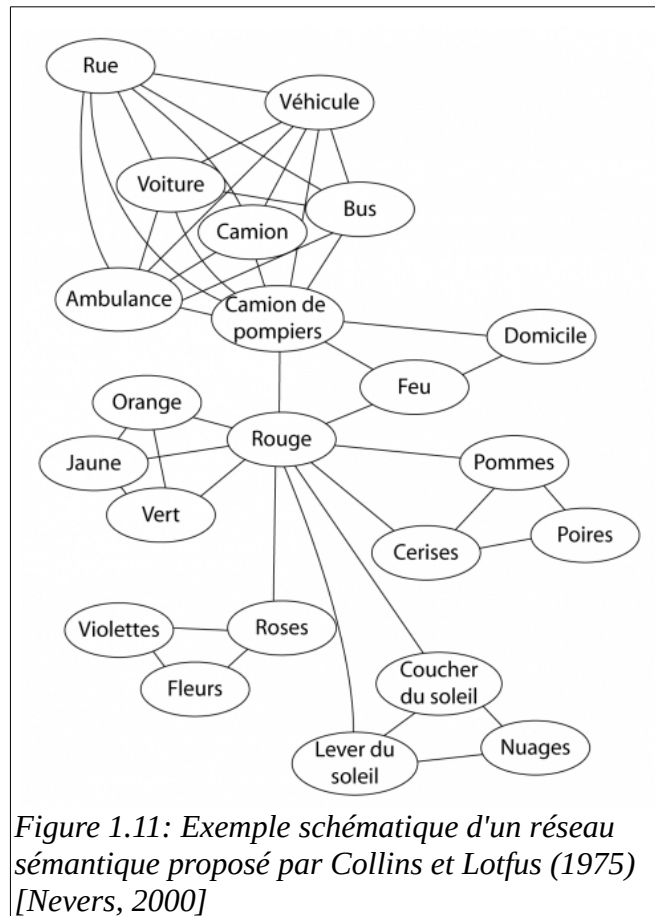 Rue
Véhicule
Voiture
Bus
Camion
Ambulance
Camion de
pompiers
Domicile
Feu
Orange
Rouge
Jaune
Pommes
Vert
Poires
Cerises
Violettes
Roses
Fleurs
Coucher
du soleil
Lever du
soleil
Nuages
Figure 1.11: Exemple schématique d'un réseau
sémantique proposé par Collins et Lotfus (1975)
[Nevers, 2000]